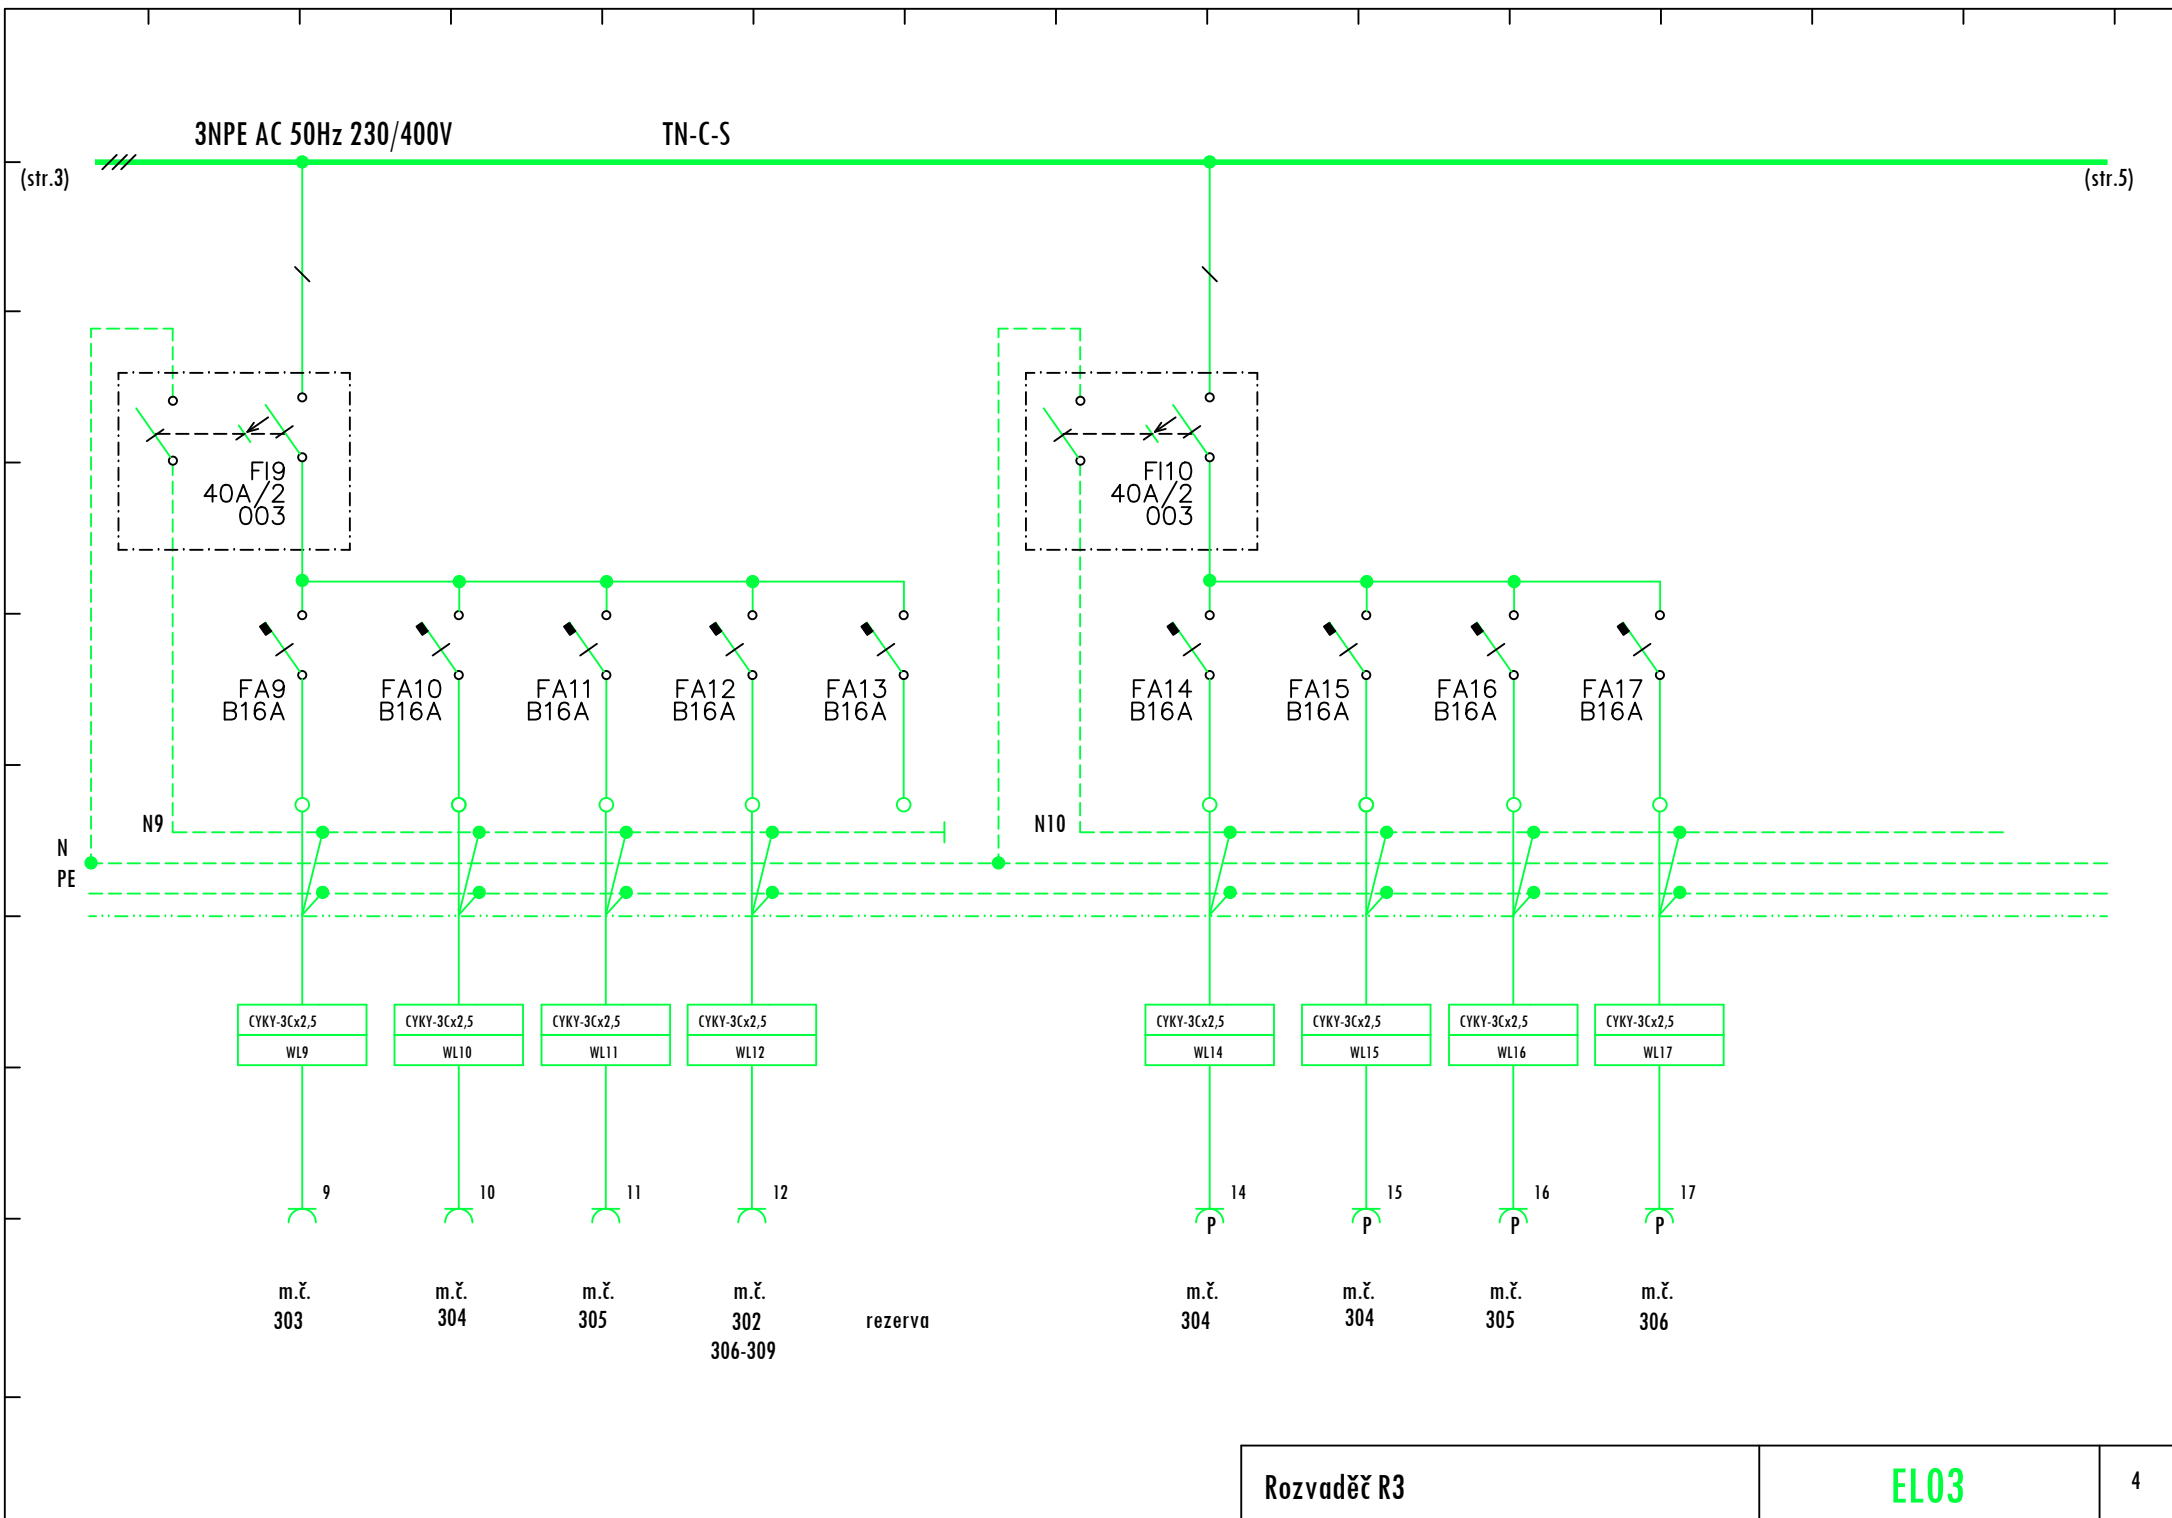 3NPE AC 50Hz 230/400V
TN-C-S
(str.3)
(str.5)
FI9
40A/2
003
FI10
40A/2
003
FA9
B16A
FA10
B16A
FA11
B16A
FA12
B16A
FA13
B16A
FA14
B16A
FA15
B16A
FA16
B16A
FA17
B16A
N9
N10
N
PE
CYKY-3Cx2,5
WL9
CYKY-3Cx2,5
WL10
CYKY-3Cx2,5
WL11
CYKY-3Cx2,5
WL12
CYKY-3Cx2,5
WL14
CYKY-3Cx2,5
WL15
CYKY-3Cx2,5
WL16
CYKY-3Cx2,5
WL17
9
10
11
12
14
15
16
17
P
P
P
P
m.č.
303
m.č.
304
m.č.
305
m.č.
302
306-309
rezerva
m.č.
304
m.č.
304
m.č.
305
m.č.
306
Rozvaděč R3
EL03
4